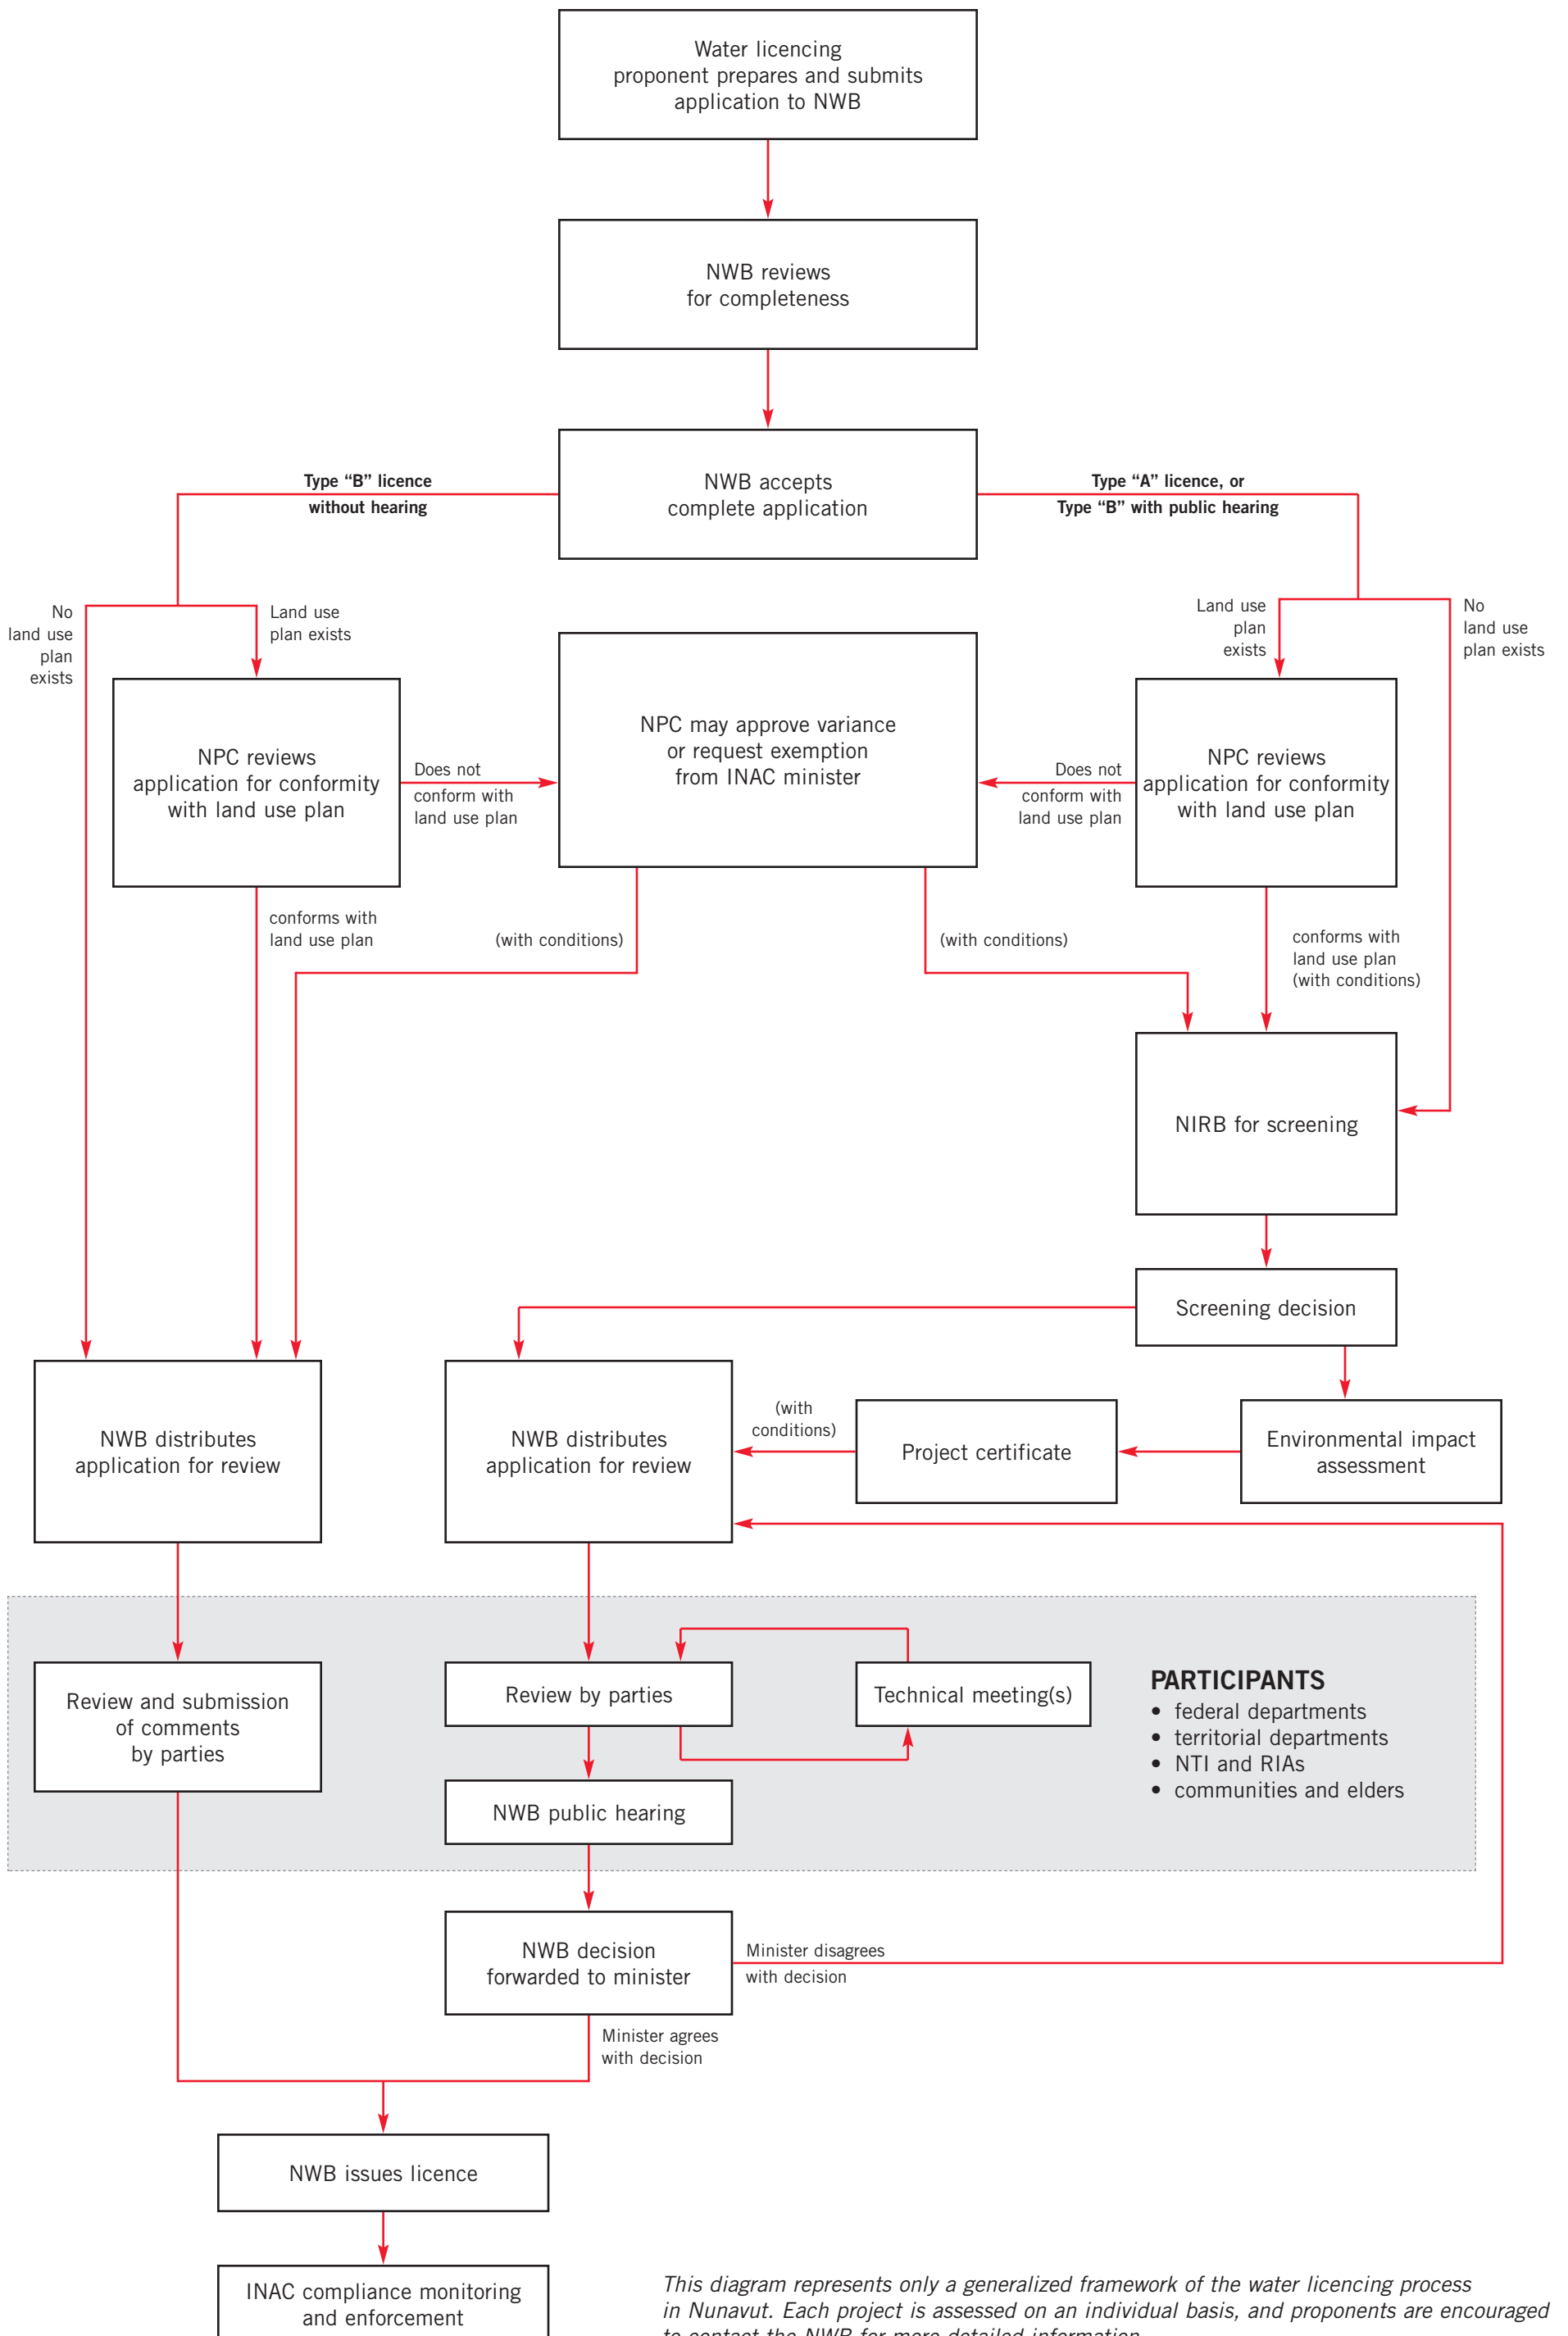 Water licencing
proponent prepares and submits
application to NWB
NWB reviews
for completeness
NWB accepts
complete application
Type “B” licence
without hearing
Type “A” licence, or
Type “B” with public hearing
No
land use
plan
exists
Land use
plan exists
Land use
plan
exists
No
land use
plan exists
NPC reviews
application for conformity
with land use plan
Does not
conform with
land use plan
NPC may approve variance
or request exemption
from INAC minister
Does not
conform with
land use plan
NPC reviews
application for conformity
with land use plan
conforms with
land use plan
(with conditions)
(with conditions)
conforms with
land use plan
(with conditions)
NIRB for screening
Screening decision
NWB distributes
application for review
NWB distributes
application for review
(with
conditions)
Project certificate
Environmental impact
assessment
Review and submission
of comments
by parties
Review by parties
Technical meeting(s)
NWB public hearing
PARTICIPANTS
• federal departments
• territorial departments
• NTI and RIAs
• communities and elders
NWB decision
forwarded to minister
Minister disagrees
with decision
Minister agrees
with decision
NWB issues licence
INAC compliance monitoring
and enforcement
This diagram represents only a generalized framework of the water licencing process
in Nunavut. Each project is assessed on an individual basis, and proponents are encouraged
to contact the NWB for more detailed information